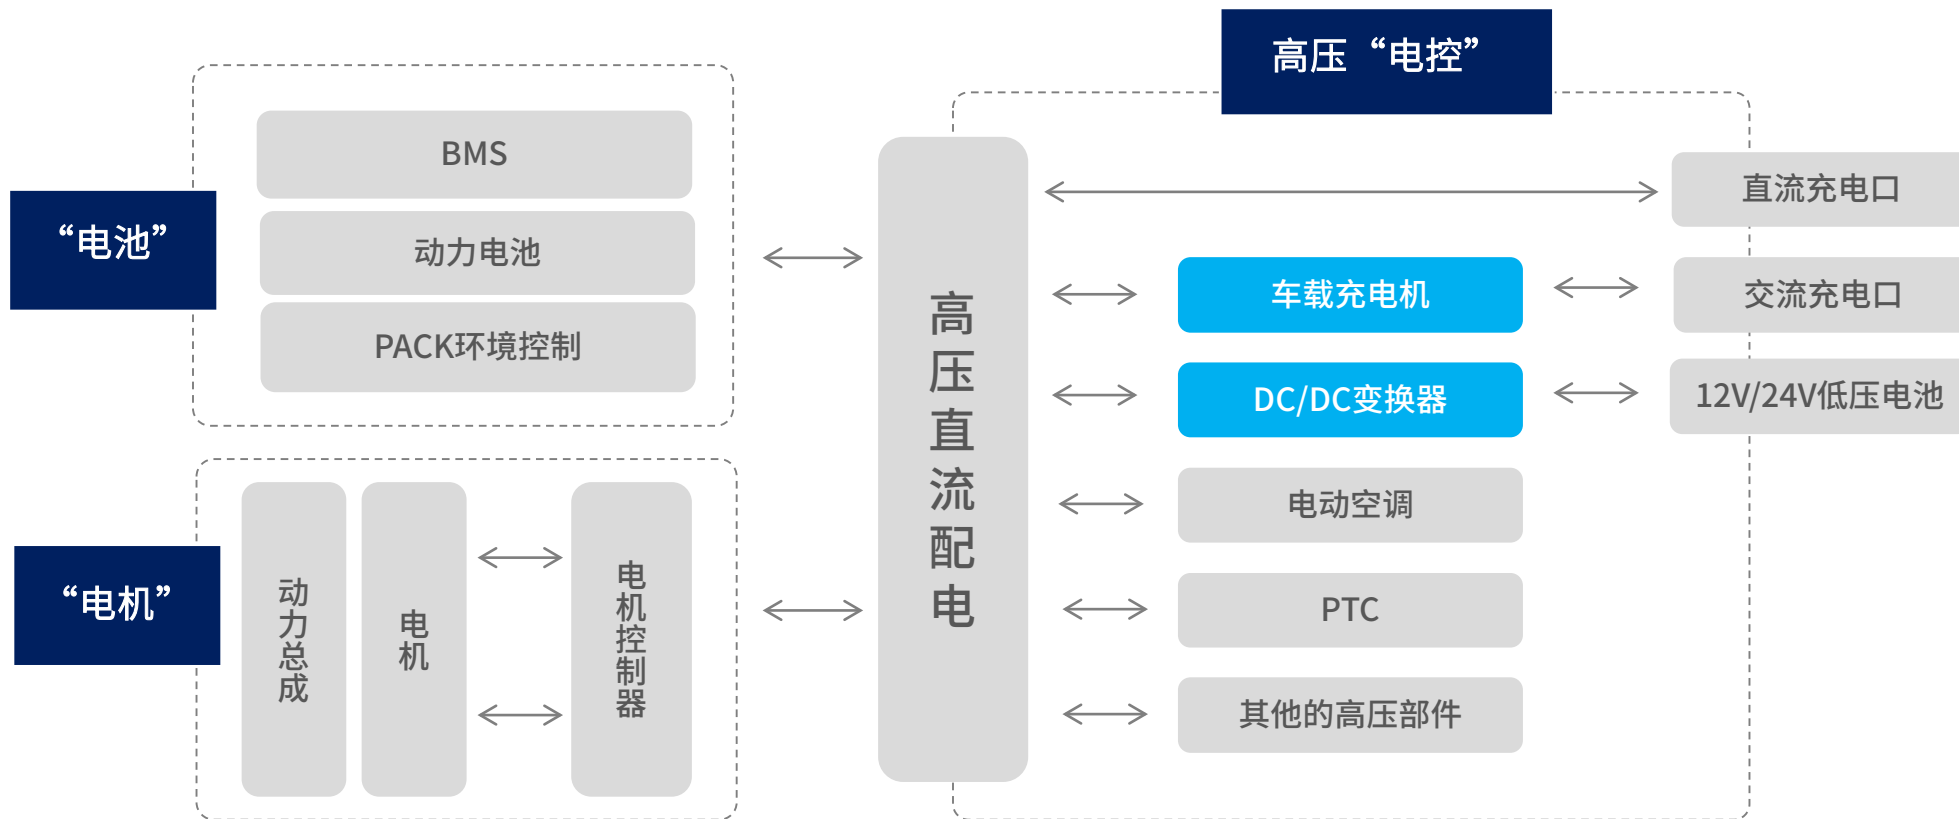 高压“电控”
“电池”
BMS
动力电池
PACK环境控制
“电机”
动力总成
电机
电机控制器
高压直流配电
直流充电口
车载充电机
交流充电口
DC/DC变换器
12V/24V低压电池
电动空调
PTC
其他的高压部件